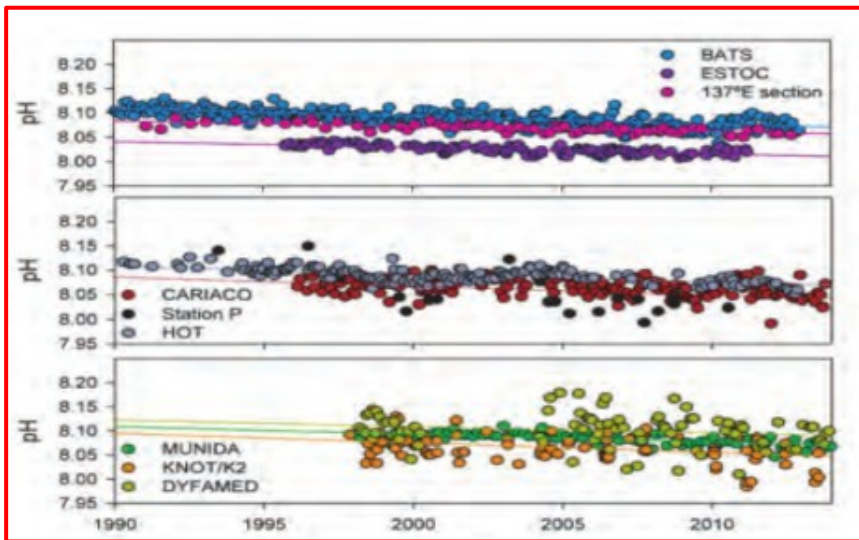 8.20
8.15
8.10
8.05
8.00
7.95
pH
BATS
ESTOC
137°E section
8.20
8.15
8.10
8.05
8.00
7.95
pH
CARIACO
Station P
HOT
8.20
8.15
8.10
8.05
8.00
7.95
pH
MUNIDA
KNOT/K2
DYFAMED
1990 1995 2000 2005 2010